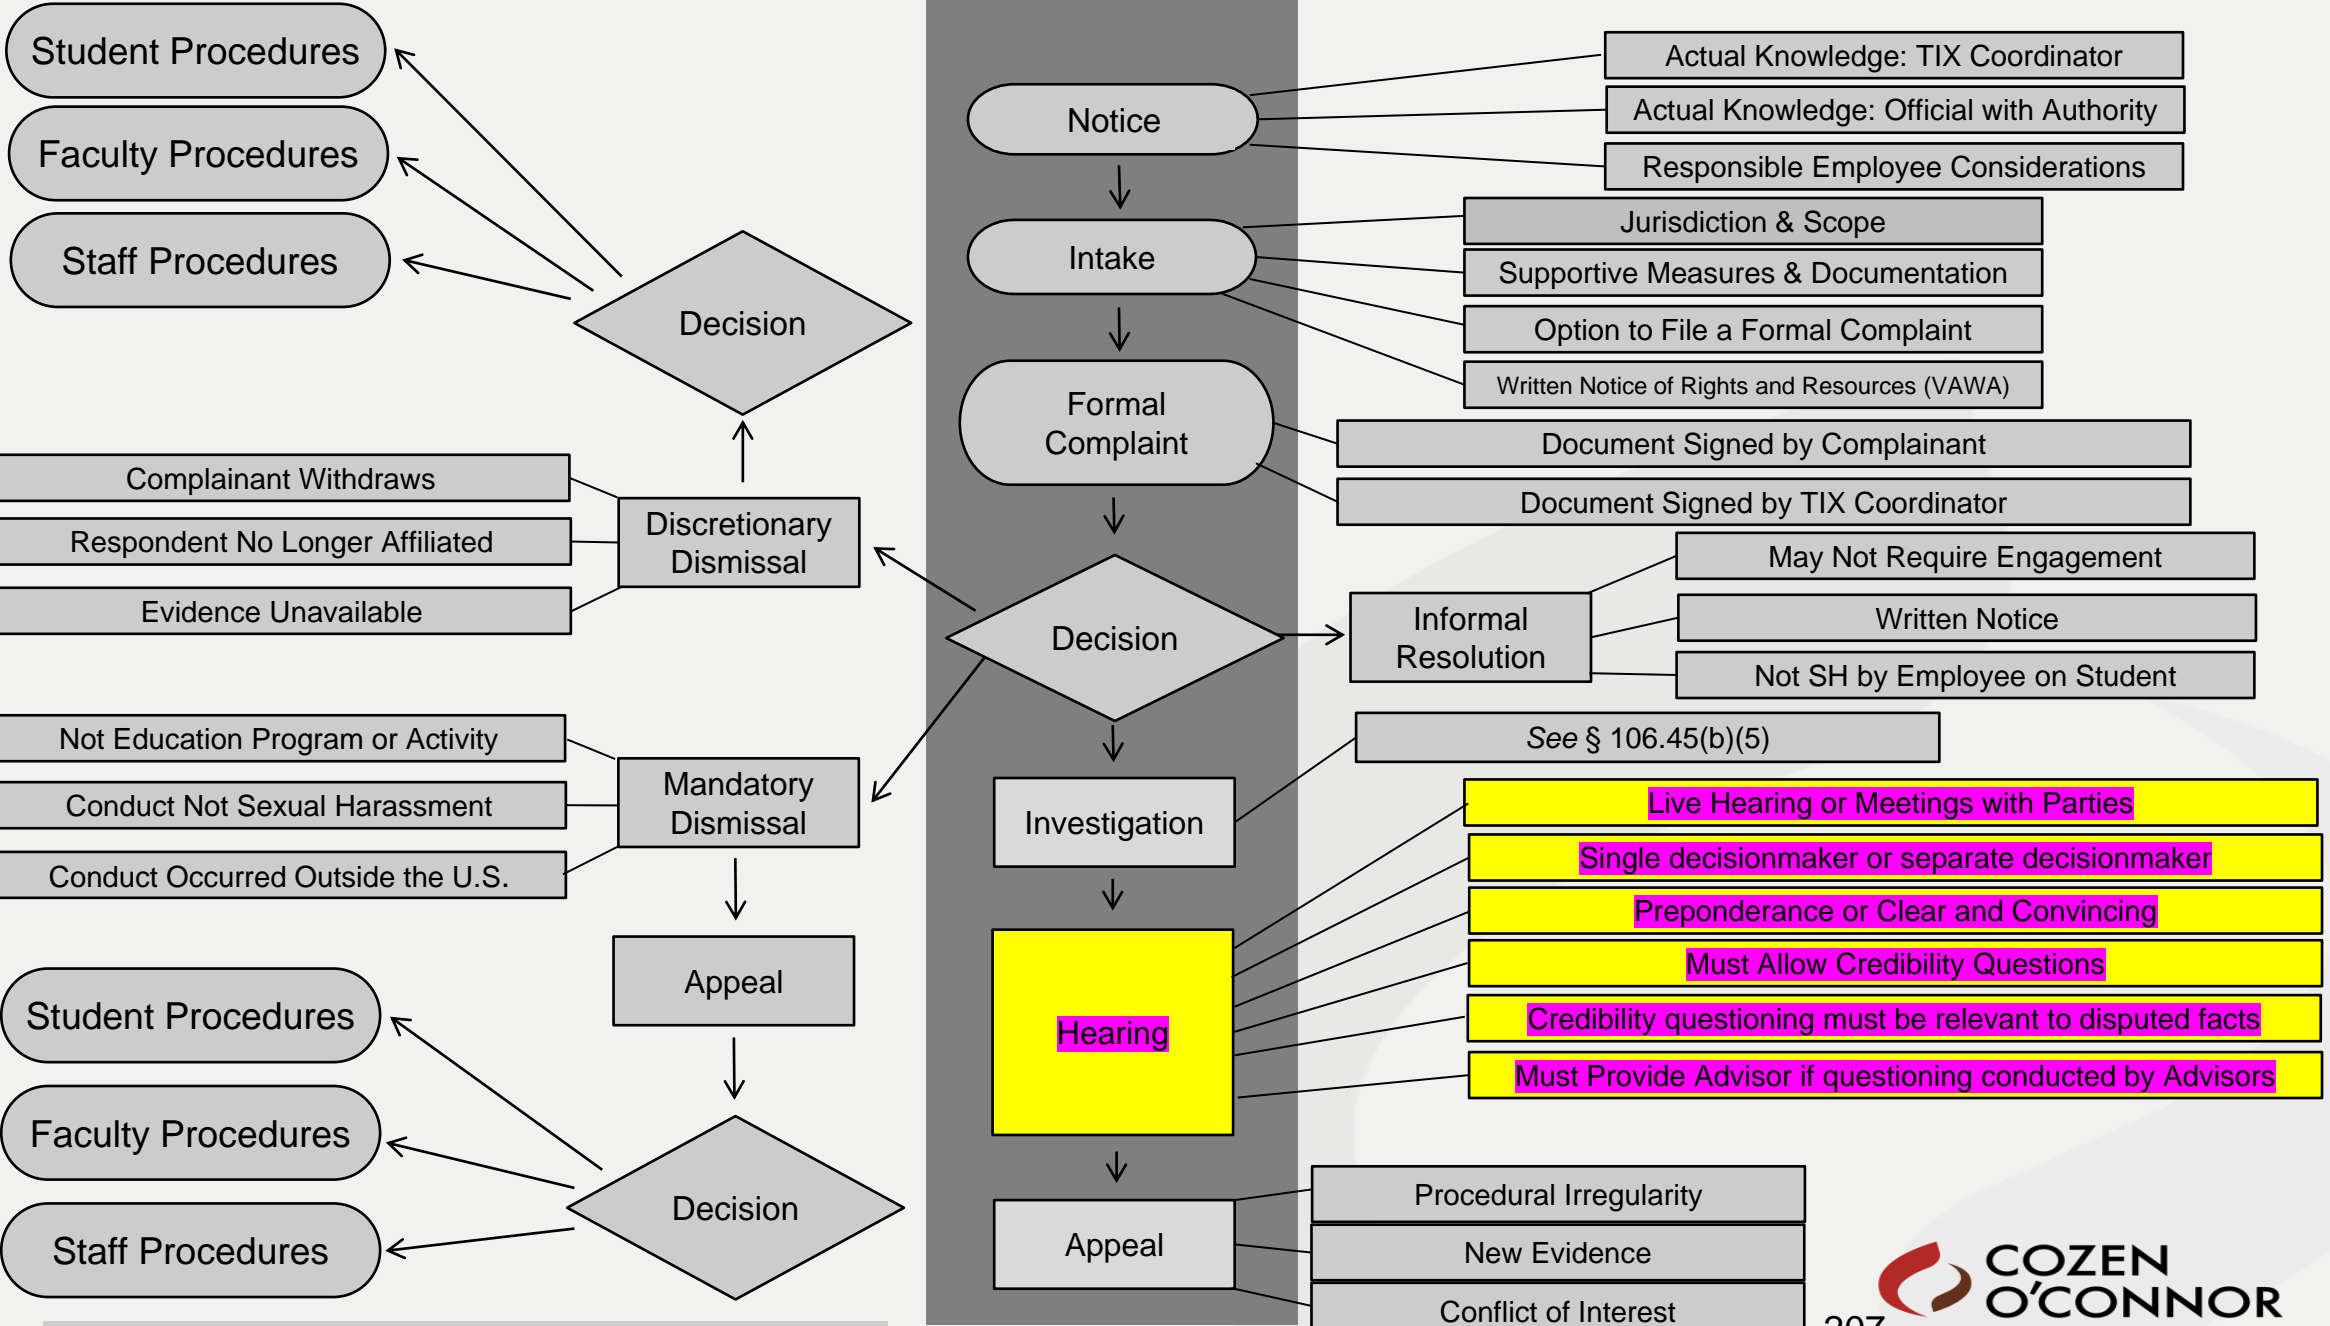 Student Procedures
Faculty Procedures
Staff Procedures
Decision
Complainant Withdraws
Respondent No Longer Affiliated
Evidence Unavailable
Discretionary
Dismissal
Not Education Program or Activity
Conduct Not Sexual Harassment
Conduct Occurred Outside the U.S.
Mandatory
Dismissal
Appeal
Student Procedures
Faculty Procedures
Staff Procedures
Decision
Notice
Actual Knowledge: TIX Coordinator
Actual Knowledge: Official with Authority
Responsible Employee Considerations
Intake
Jurisdiction & Scope
Supportive Measures & Documentation
Option to File a Formal Complaint
Written Notice of Rights and Resources (VAWA)
Formal
Complaint
Document Signed by Complainant
Document Signed by TIX Coordinator
Decision
Informal
Resolution
May Not Require Engagement
Written Notice
Not SH by Employee on Student
Investigation
See § 106.45(b)(5)
Hearing
Live Hearing or Meetings with Parties
Single decisionmaker or separate decisionmaker
Preponderance or Clear and Convincing
Must Allow Credibility Questions
Credibility questioning must be relevant to disputed facts
Must Provide Advisor if questioning conducted by Advisors
Appeal
Procedural Irregularity
New Evidence
Conflict of Interest
COZEN
O'CONNOR